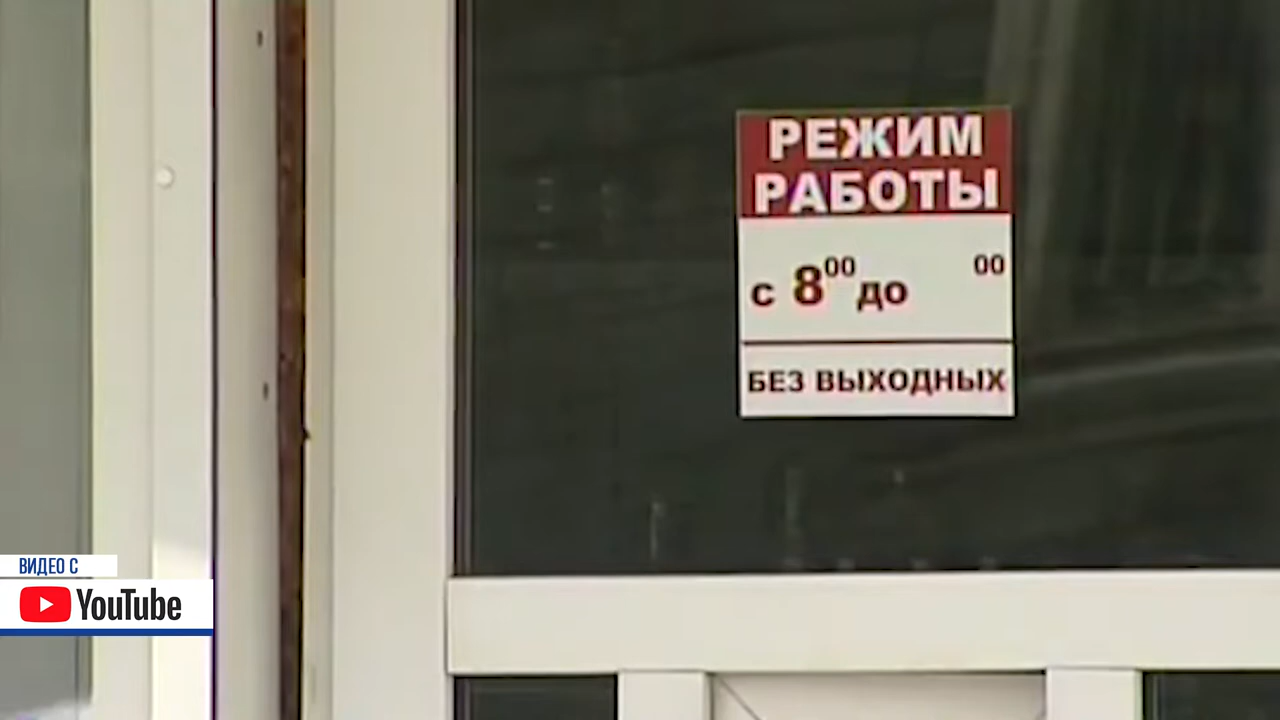 РЕЖИМ
РАБОТЫ
с 8⁰⁰ до ⁰⁰
БЕЗ ВЫХОДНЫХ
ВИДЕО С
YouTube